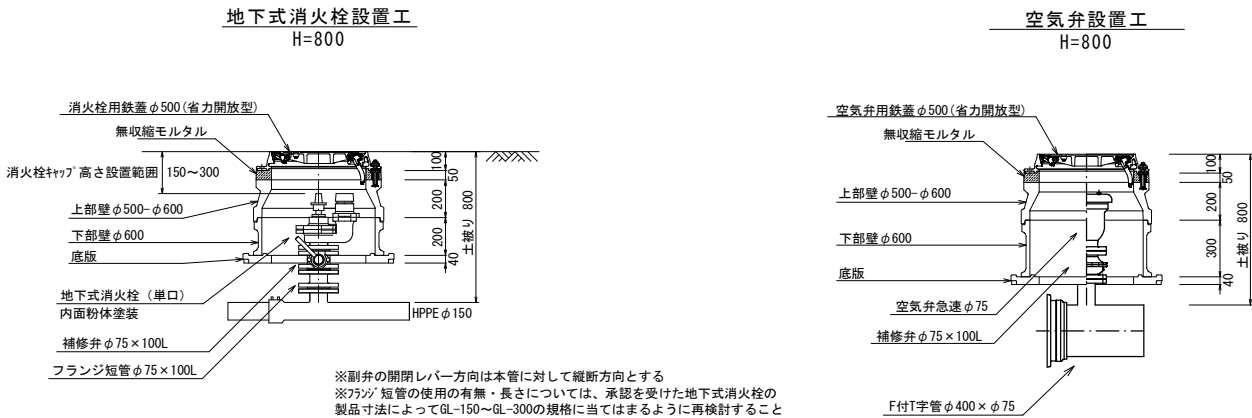 地下式消火栓設置工
H=800
消火栓用鉄蓋φ500(省力開放型)
無収縮モルタル
消火栓ｷｬｯﾌﾟ高さ設置範囲 150～300
上部壁φ500-φ600
下部壁φ600
底版
地下式消火栓（単口）
内面粉体塗装
補修弁φ75×100L
フランジ短管φ75×100L
100
50
200
200
40
土被り 800
HPPEφ150
※副弁の開閉レバー方向は本管に対して縦断方向とする
※ﾌﾗﾝｼﾞ短管の使用の有無・長さについては、承認を受けた地下式消火栓の
製品寸法によってGL-150～GL-300の規格に当てはまるように再検討すること
空気弁設置工
H=800
空気弁用鉄蓋φ500(省力開放型)
無収縮モルタル
上部壁φ500-φ600
下部壁φ600
底版
空気弁急速φ75
補修弁φ75×100L
F付T字管φ400×φ75
100
50
200
300
40
土被り 800